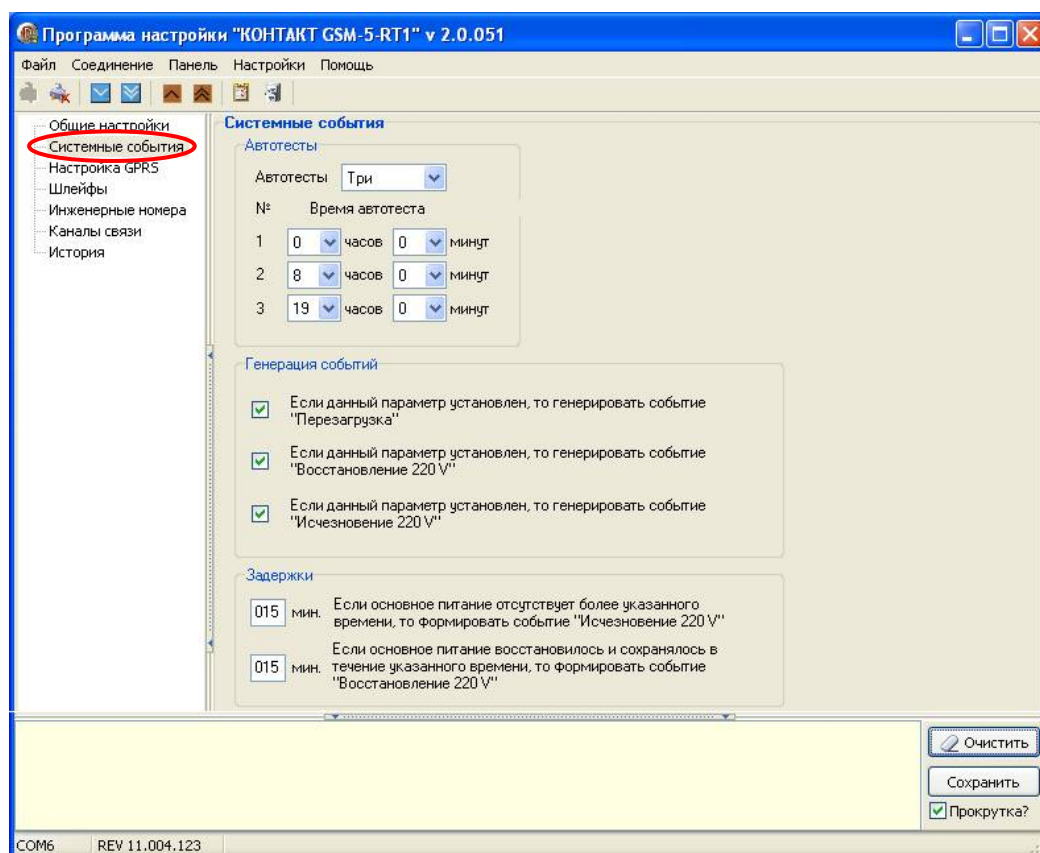 Программа настройки "КОНТАКТ GSM-5-RT1" v 2.0.051
Файл Соединение Панель Настройки Помощь
Общие настройки
Системные события
Настройка GPRS
Шлейфы
Инженерные номера
Каналы связи
История
Системные события
Автотесты
Автотесты Три
№ Время автотеста
1 0 часов 0 минут
2 8 часов 0 минут
3 19 часов 0 минут
Генерация событий
Если данный параметр установлен, то генерировать событие
"Перезагрузка"
Если данный параметр установлен, то генерировать событие
"Восстановление 220 V"
Если данный параметр установлен, то генерировать событие
"Исчезновение 220 V"
Задержки
015 мин. Если основное питание отсутствует более указанного
времени, то формировать событие "Исчезновение 220 V"
Если основное питание восстановилось и сохранялось в
015 мин. течение указанного времени, то формировать событие
"Восстановление 220 V"
Очистить
Сохранить
Прокрутка?
COM6 REV 11.004.123